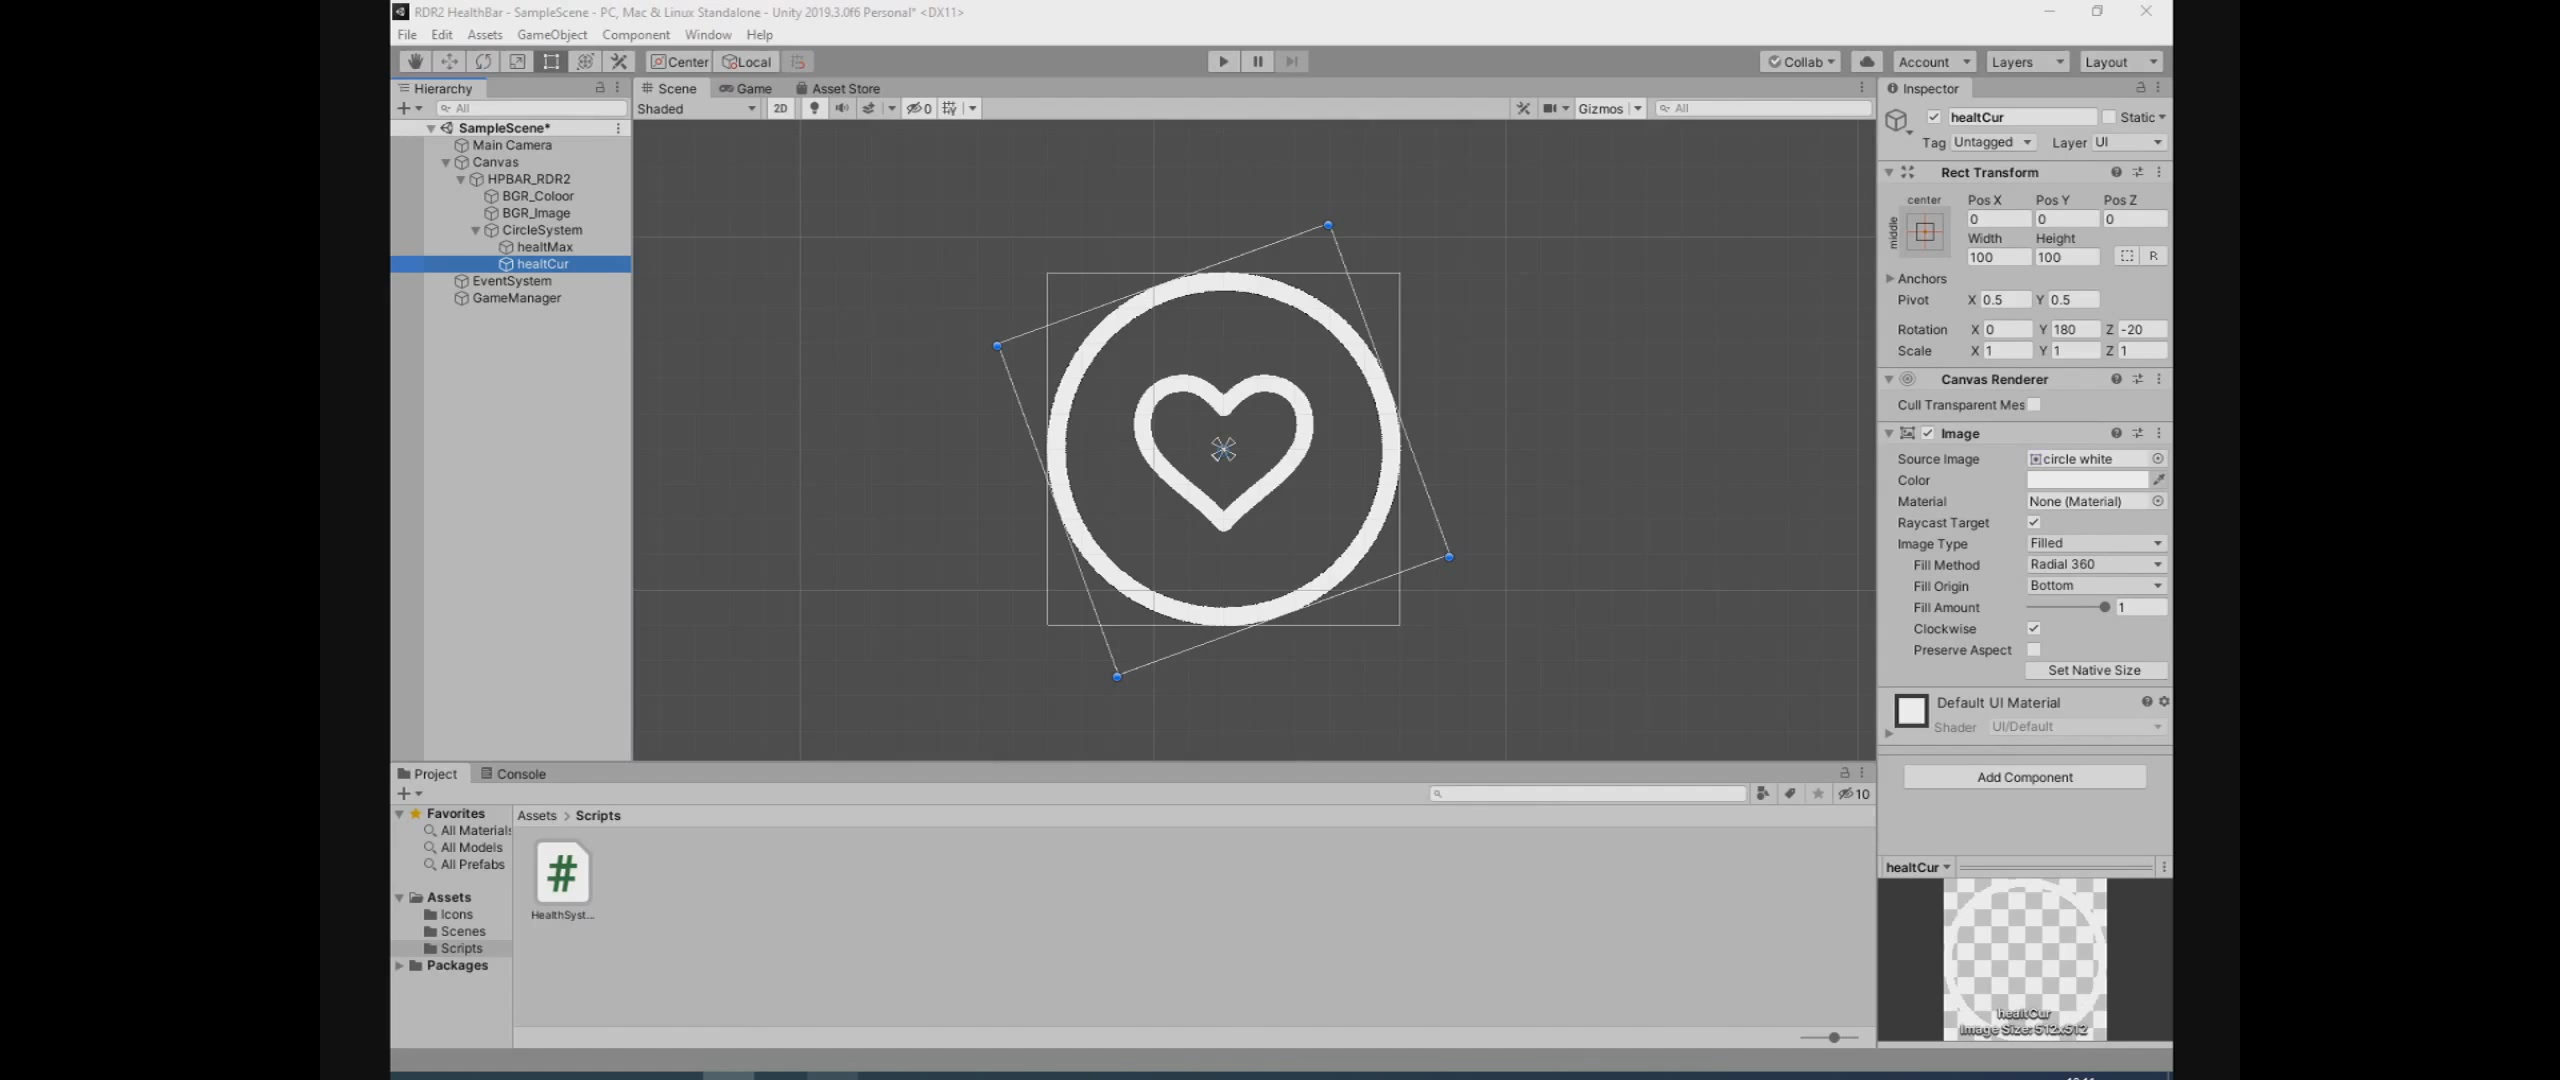 RDR2 HealthBar - SampleScene - PC, Mac & Linux Standalone - Unity 2019.3.0f6 Personal* <DX11>
File Edit Assets GameObject Component Window Help
Center Local Collab Account Layers Layout
Hierarchy Scene Game Asset Store Inspector
All Shaded 2D 0 Gizmos All
healtCur Static
SampleScene*
Main Camera
Tag Untagged Layer UI
Canvas
HPBAR_RDR2
Rect Transform
BGR_Coloor
center Pos X Pos Y Pos Z
BGR_Image
0 0 0
CircleSystem
middle
Width Height
healtMax
100 100 R
healtCur
EventSystem
Anchors
GameManager
Pivot X 0.5 Y 0.5
Rotation X 0 Y 180 Z -20
Scale X 1 Y 1 Z 1
Canvas Renderer
Cull Transparent Mes
Image
Source Image circle white
Color
Material None (Material)
Raycast Target
Image Type Filled
Fill Method Radial 360
Fill Origin Bottom
Fill Amount 1
Clockwise
Preserve Aspect
Set Native Size
Default UI Material
Shader UI/Default
Add Component
Project Console
10
Favorites
Assets > Scripts
All Materials
All Models
All Prefabs
healtCur
Assets
Icons
HealthSyst...
Scenes
Scripts
Packages
healtCur
Image Size: 512x512